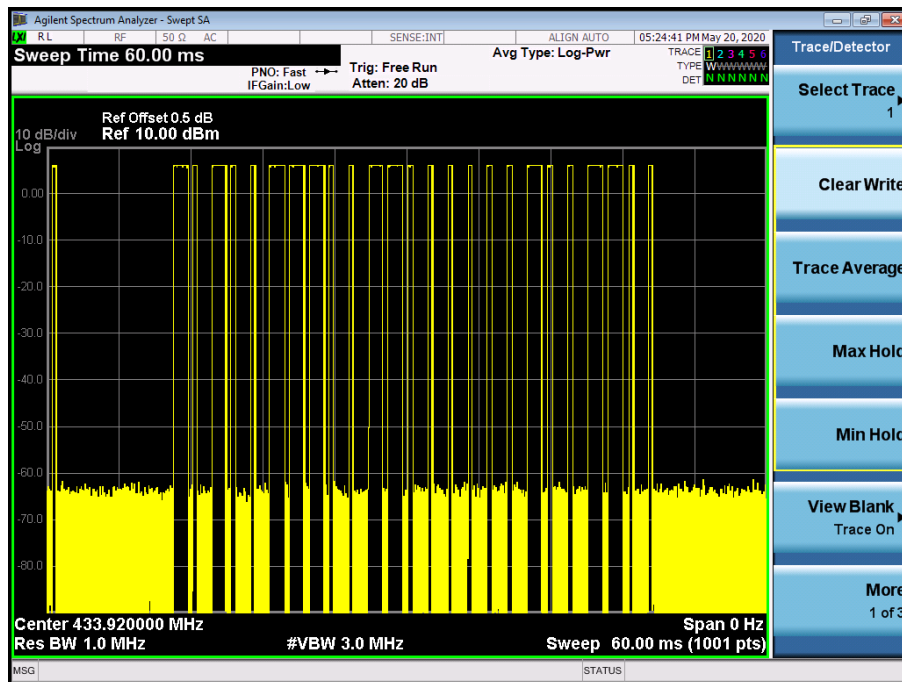 Agilent Spectrum Analyzer - Swept SA
LXI RL RF 50 Ω AC SENSE:INT ALIGN AUTO 05:24:41 PM May 20, 2020
Sweep Time 60.00 ms
PNO: Fast
IFGain:Low
Trig: Free Run
Atten: 20 dB
Avg Type: Log-Pwr
TRACE 1 2 3 4 5 6
TYPE WWWWWW
DET N N N N N N
Trace/Detector
Select Trace
1
Clear Write
Trace Average
Max Hold
Min Hold
View Blank
Trace On
More
1 of 3
Ref Offset 0.5 dB
10 dB/div Ref 10.00 dBm
Log
0.00
-10.0
-20.0
-30.0
-40.0
-50.0
-60.0
-70.0
-80.0
Center 433.920000 MHz Span 0 Hz
Res BW 1.0 MHz #VBW 3.0 MHz Sweep 60.00 ms (1001 pts)
MSG STATUS